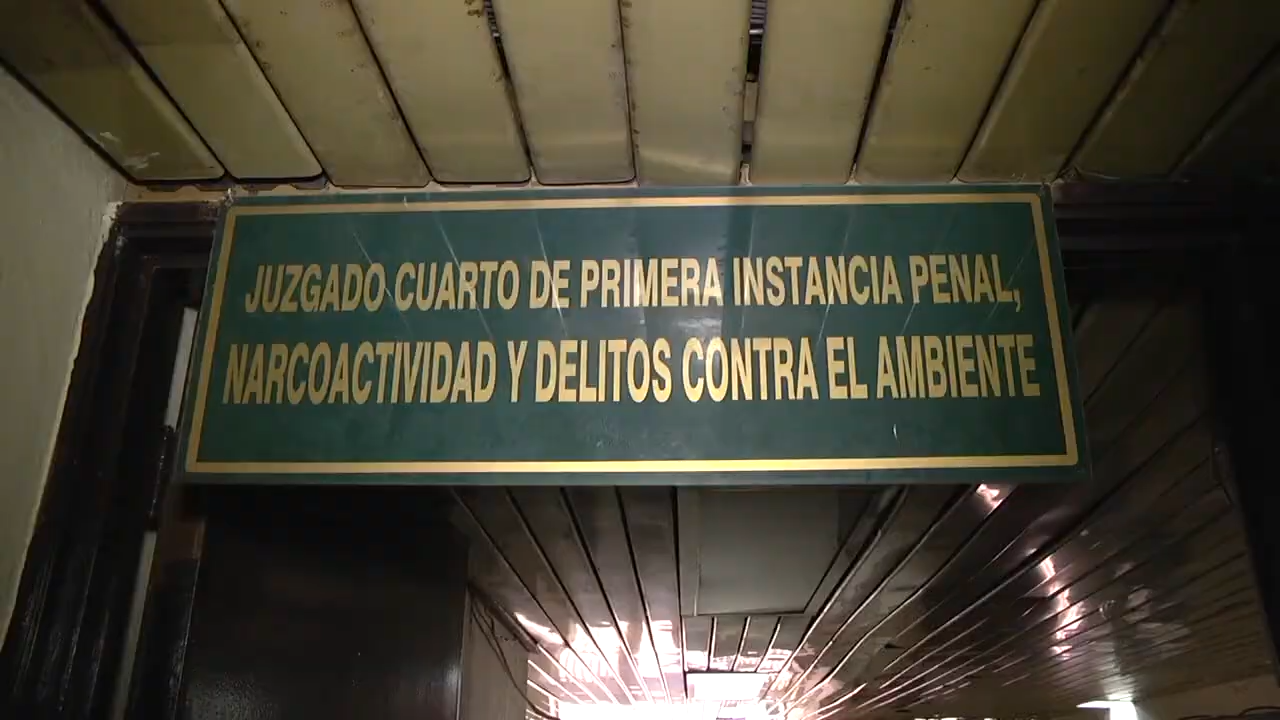 JUZGADO CUARTO DE PRIMERA INSTANCIA PENAL,
NARCOACTIVIDAD Y DELITOS CONTRA EL AMBIENTE